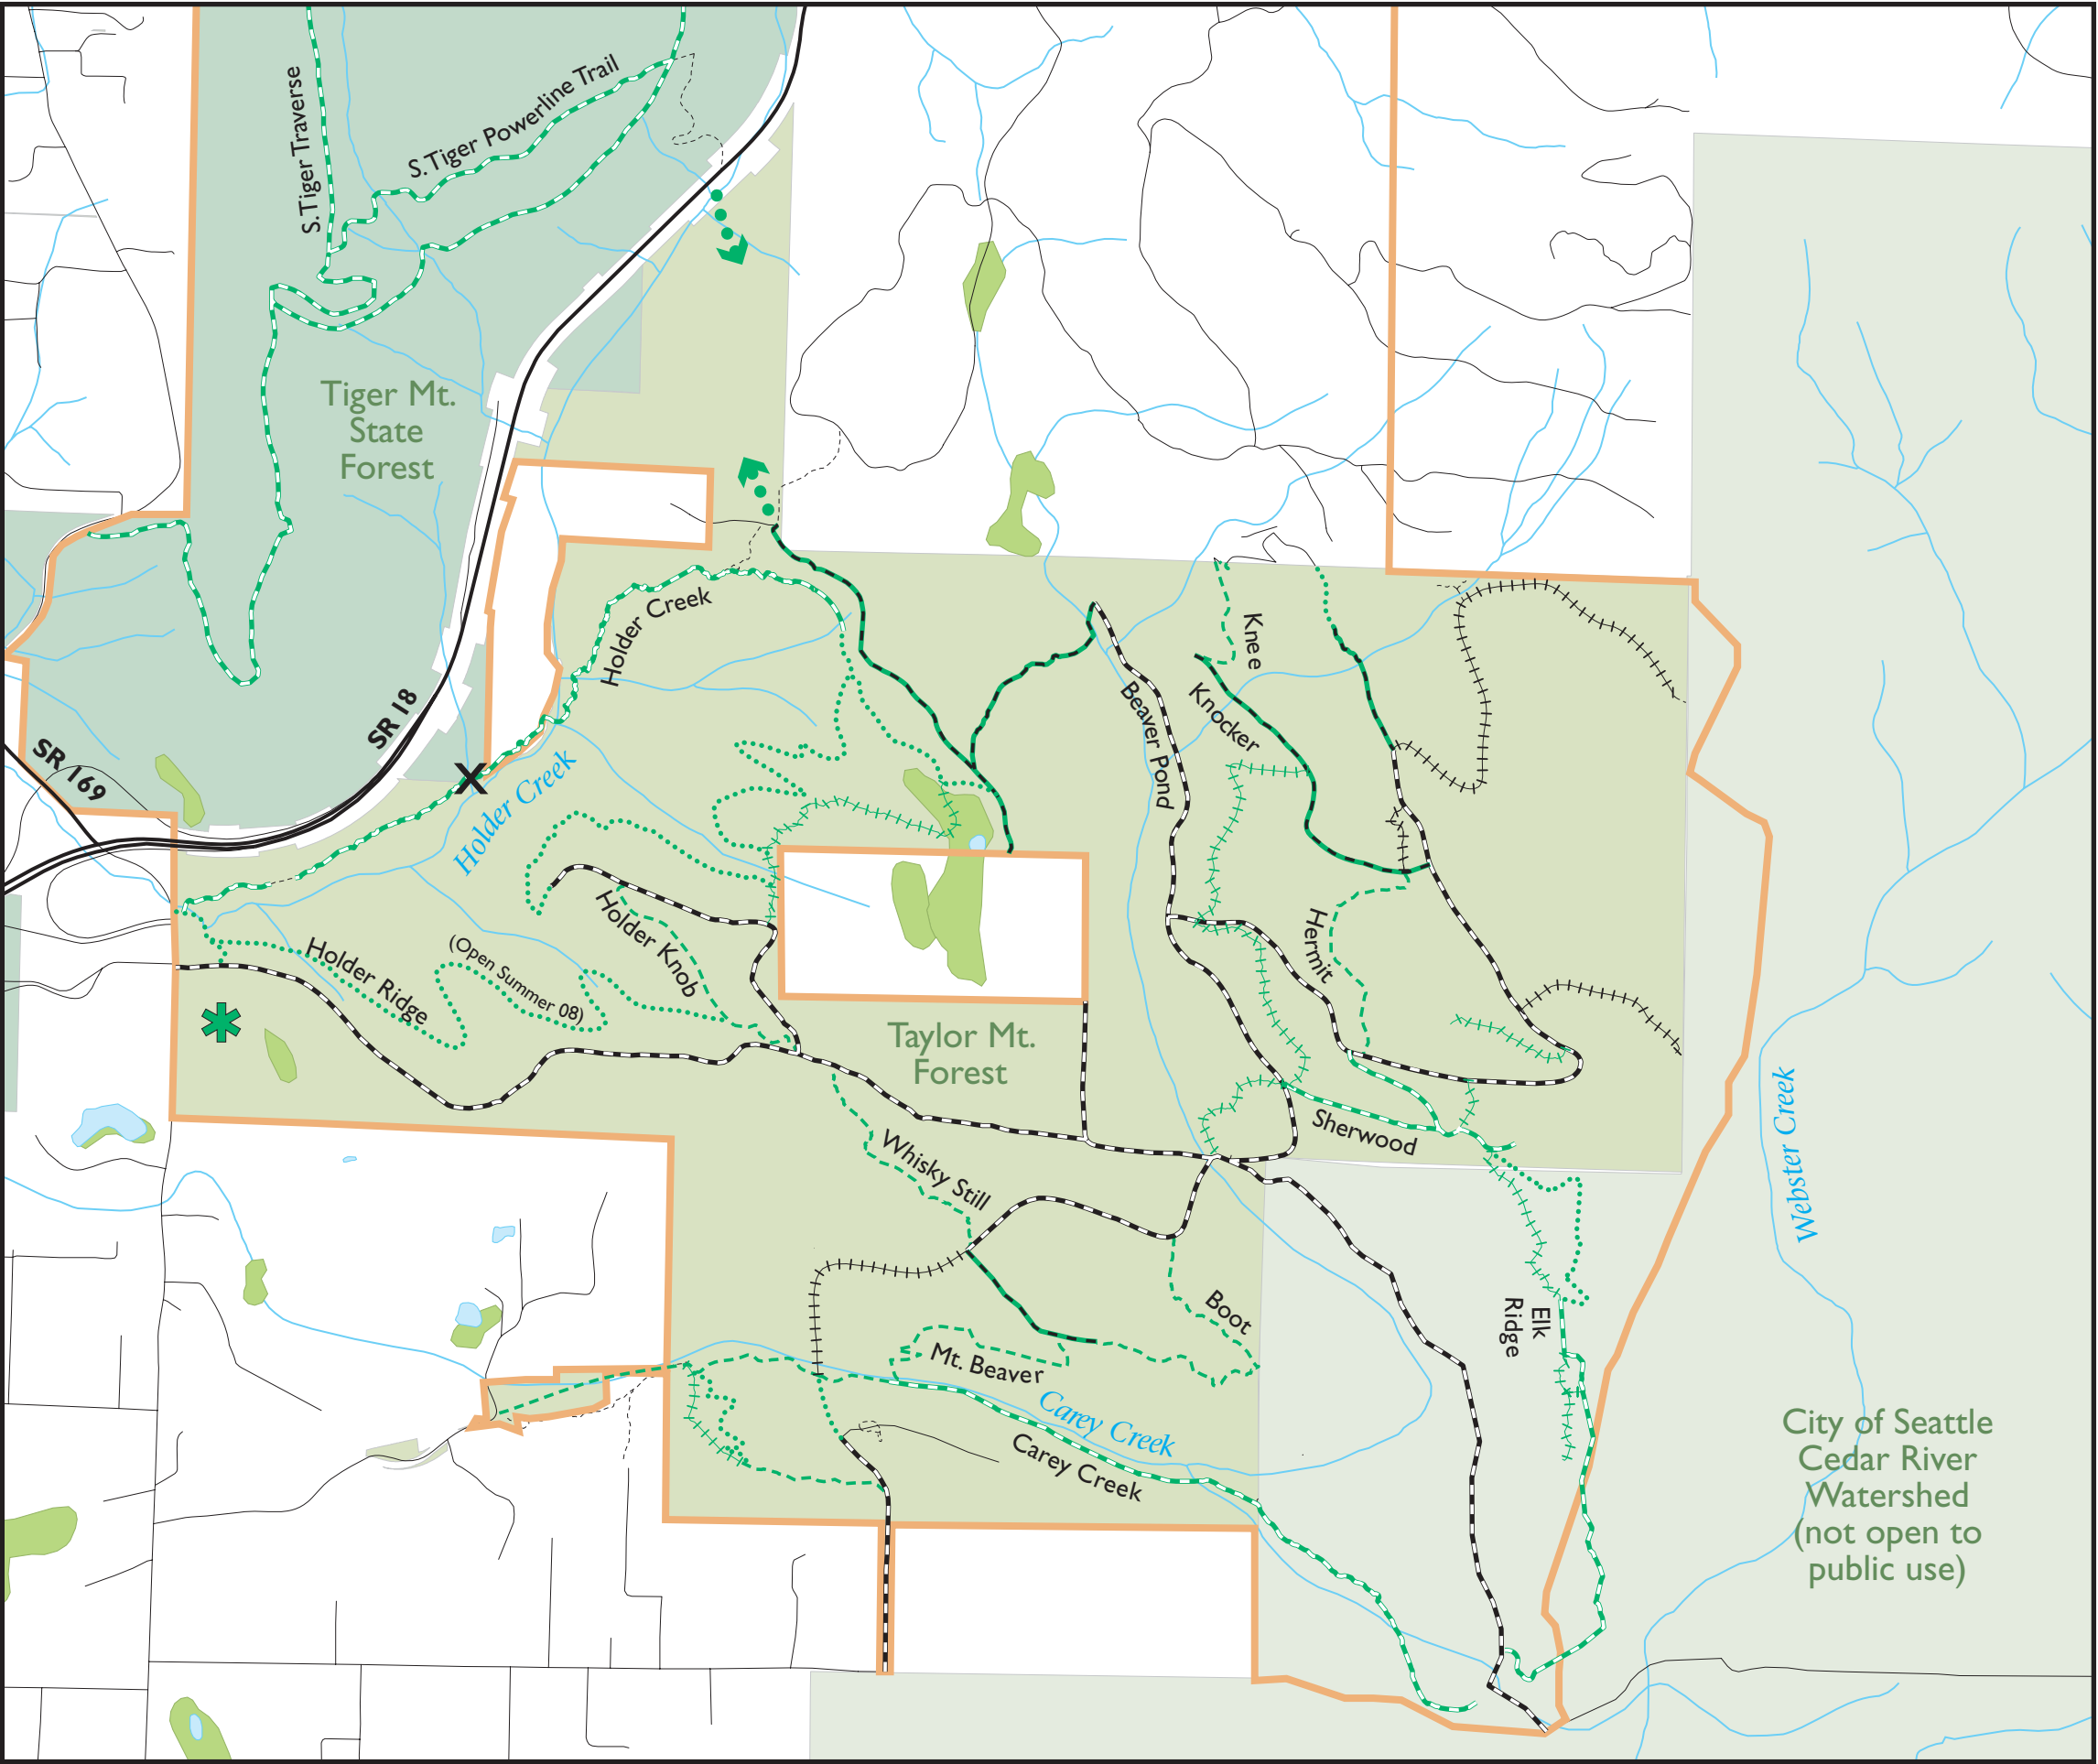 S.Tiger Traverse
S.Tiger Powerline Trail
Tiger Mt.
State
Forest
SR 18
SR 169
X
Holder Creek
Holder Creek
Knee
Knocker
Beaver Pond
Holder Ridge
(Open Summer 08)
Holder Knob
Hermit
Taylor Mt.
Forest
Sherwood
Whisky Still
Webster Creek
Boot
Elk
Ridge
Mt. Beaver
Carey Creek
Carey Creek
City of Seattle
Cedar River
Watershed
(not open to
public use)